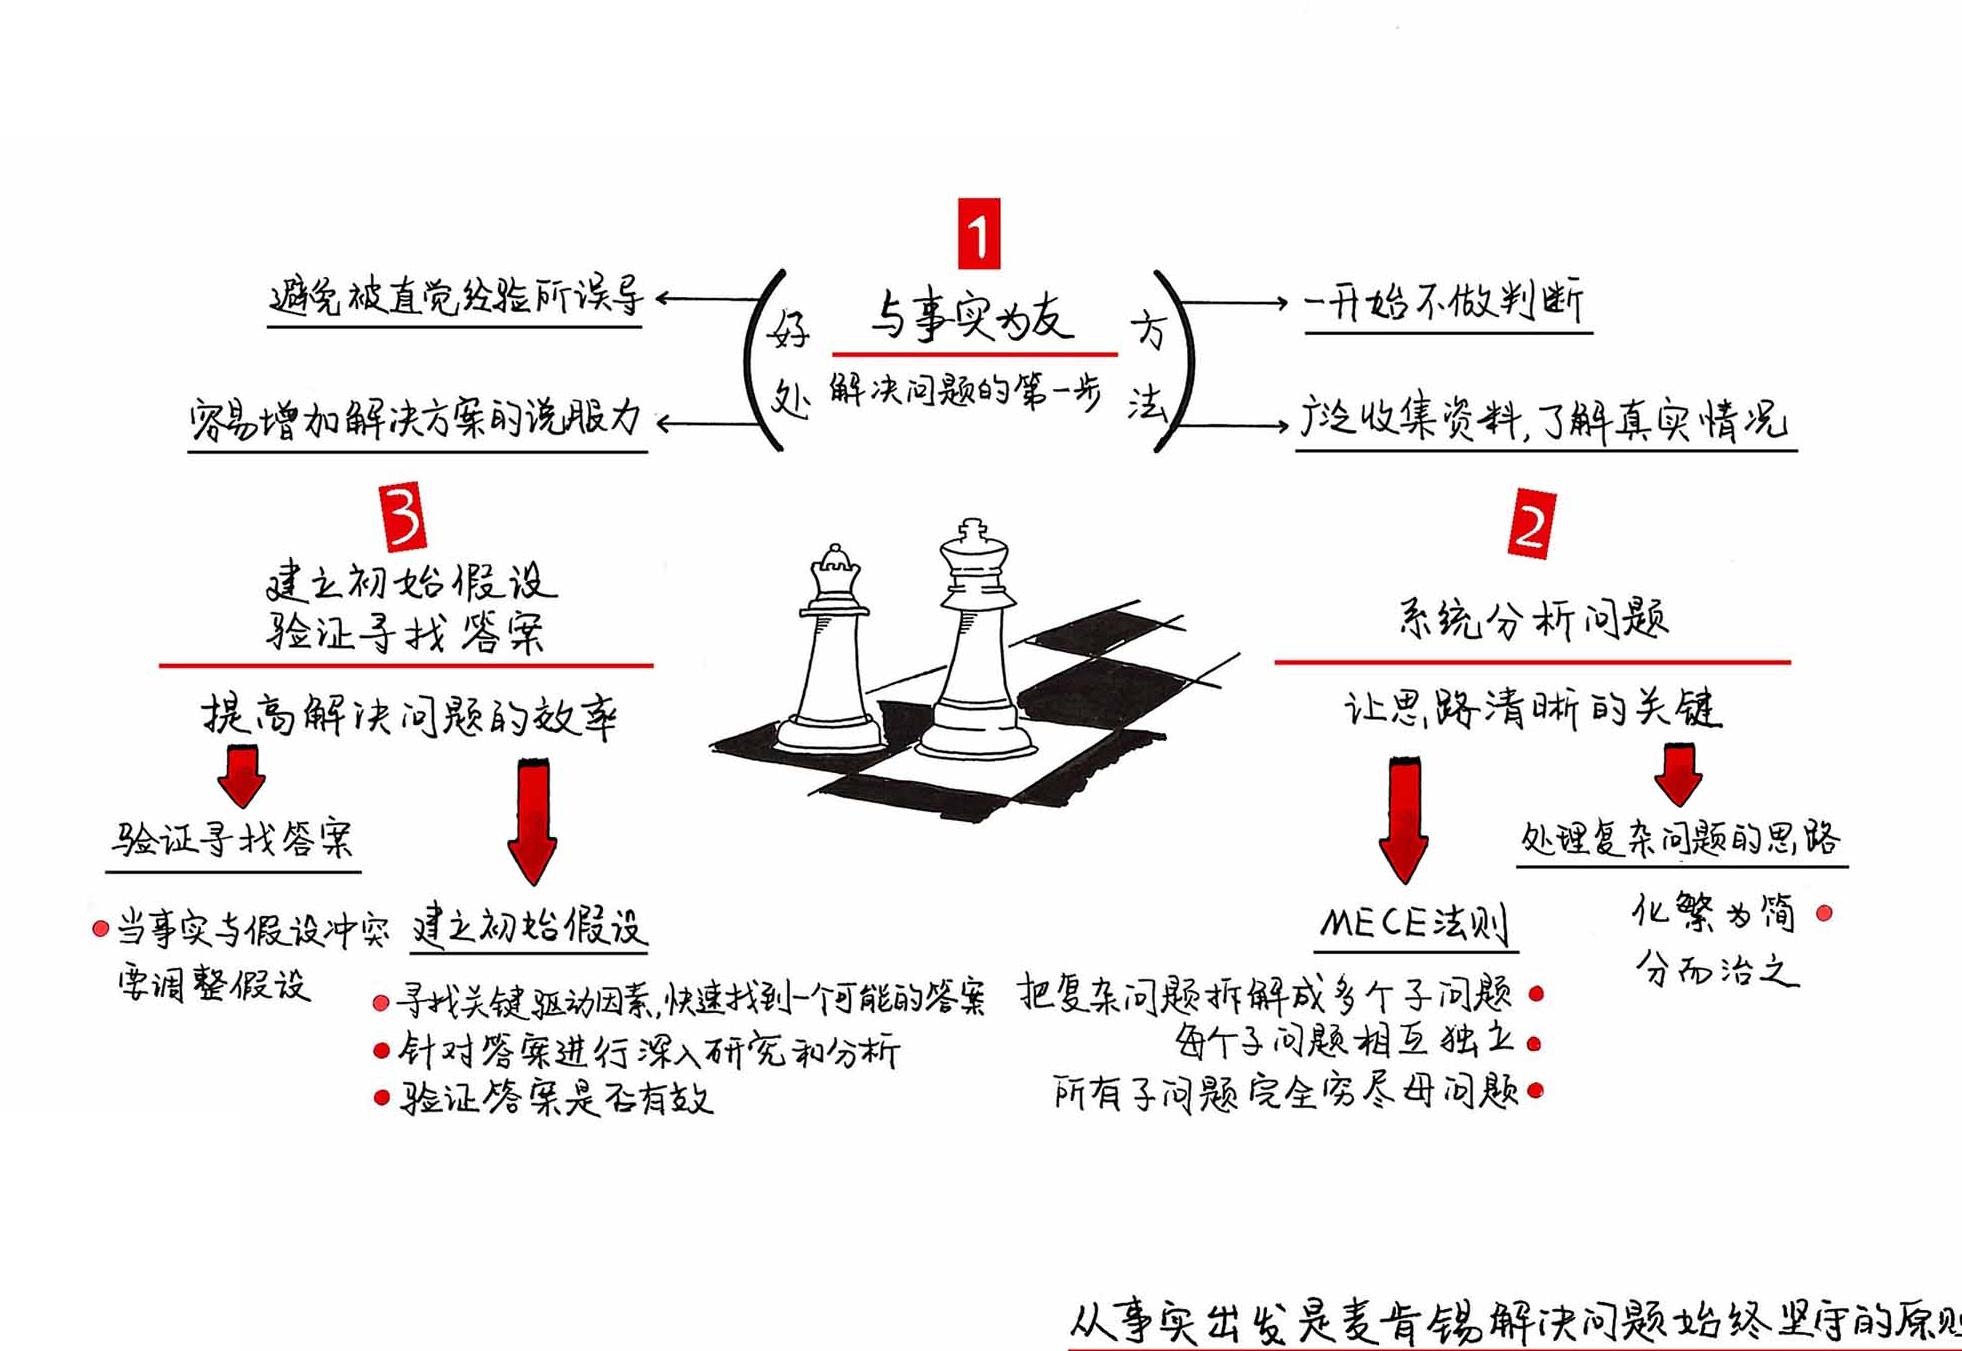 1
与事实为友
解决问题的第一步
好处
避免被直觉经验所误导
容易增加解决方案的说服力
方法
一开始不做判断
广泛收集资料,了解真实情况
2
系统分析问题
让思路清晰的关键
处理复杂问题的思路
化繁为简
分而治之
MECE法则
把复杂问题拆解成多个子问题
每个子问题相互独立
所有子问题完全穷尽母问题
3
建立初始假设
验证寻找答案
提高解决问题的效率
验证寻找答案
当事实与假设冲突
要调整假设
建立初始假设
寻找关键驱动因素,快速找到一个可能的答案
针对答案进行深入研究和分析
验证答案是否有效
从事实出发是麦肯锡解决问题始终坚守的原则